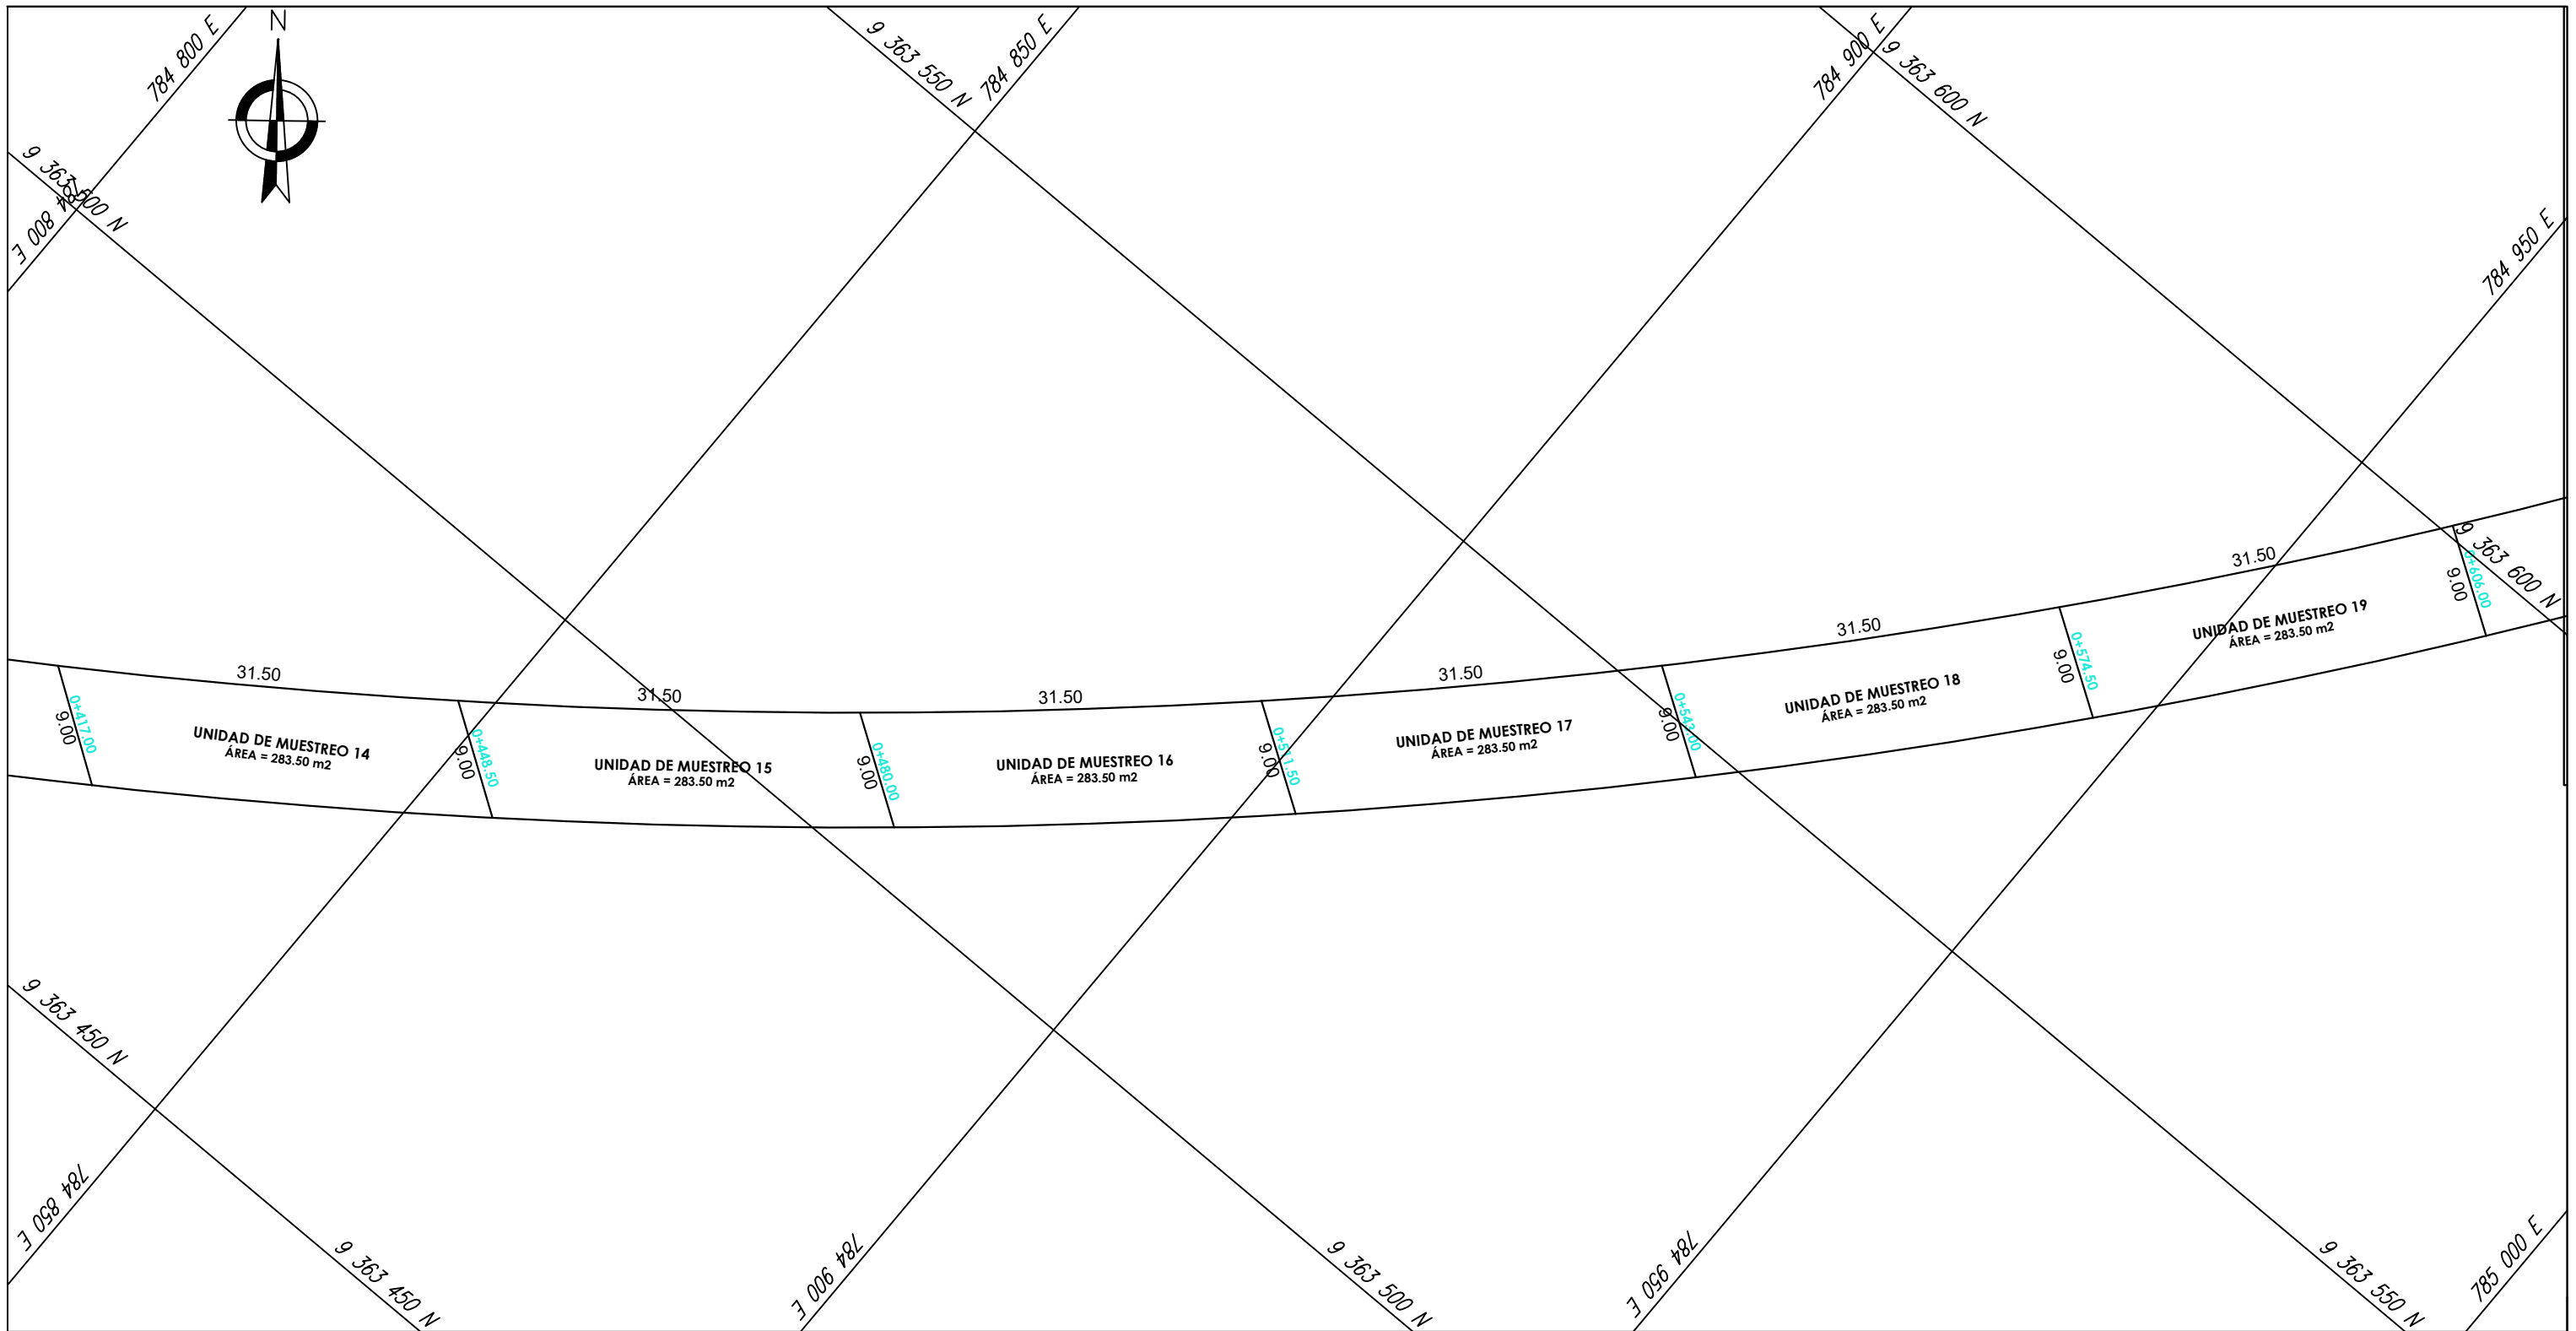 N
784 800 E
9 363 550 N
784 850 E
784 900 E
9 363 600 N
9 363 500 N
784 800 E
784 950 E
31.50
31.50
31.50
31.50
31.50
31.50
9 363 600 N
0+417.00
9.00
UNIDAD DE MUESTREO 14
ÁREA = 283.50 m2
0+448.50
9.00
UNIDAD DE MUESTREO 15
ÁREA = 283.50 m2
0+480.00
9.00
UNIDAD DE MUESTREO 16
ÁREA = 283.50 m2
0+511.50
9.00
UNIDAD DE MUESTREO 17
ÁREA = 283.50 m2
0+543.00
9.00
UNIDAD DE MUESTREO 18
ÁREA = 283.50 m2
0+574.50
9.00
UNIDAD DE MUESTREO 19
ÁREA = 283.50 m2
0+606.00
9.00
9 363 450 N
784 850 E
9 363 450 N
784 900 E
9 363 500 N
784 950 E
9 363 550 N
785 000 E